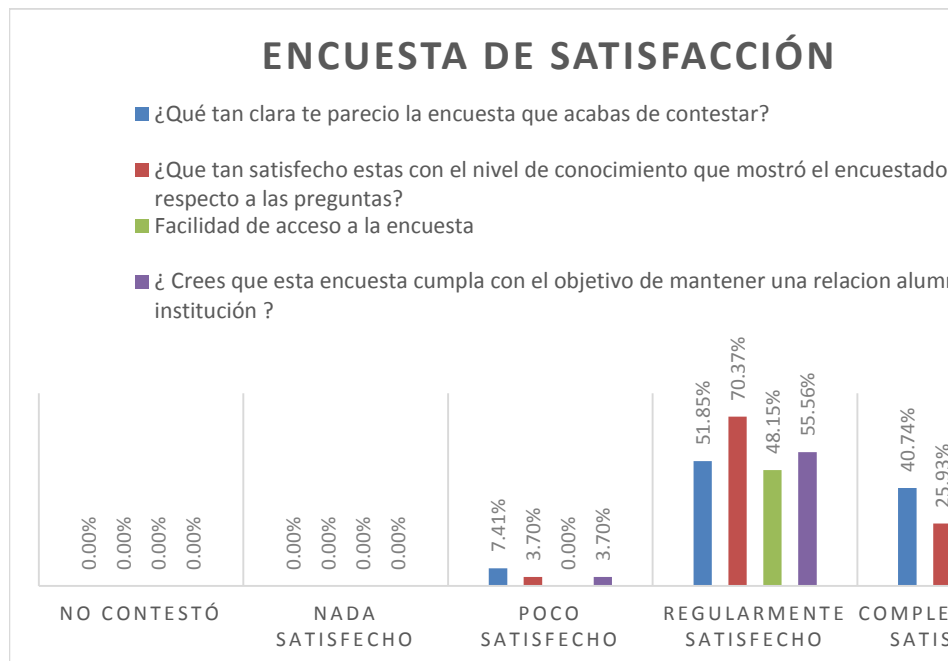 ENCUESTA DE SATISFACCIÓN
¿Qué tan clara te parecio la encuesta que acabas de contestar?
¿Que tan satisfecho estas con el nivel de conocimiento que mostró el encuestado
respecto a las preguntas?
Facilidad de acceso a la encuesta
¿ Crees que esta encuesta cumpla con el objetivo de mantener una relacion
institución ?
0.00%
0.00%
0.00%
0.00%
0.00%
0.00%
0.00%
0.00%
7.41%
3.70%
0.00%
3.70%
51.85%
70.37%
48.15%
55.56%
40.74%
25.93%
NO CONTESTÓ
NADA
SATISFECHO
POCO
SATISFECHO
REGULARMENTE
SATISFECHO